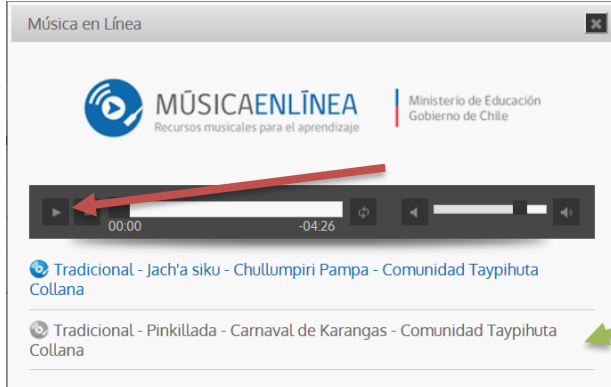 Música en Línea
MÚSICAENLÍNEA
Recursos musicales para el aprendizaje
Ministerio de Educación
Gobierno de Chile
00:00
-04:26
Tradicional - Jach'a siku - Chullumpiri Pampa - Comunidad Taypihuta
Collana
Tradicional - Pinkillada - Carnaval de Karangas - Comunidad Taypihuta
Collana